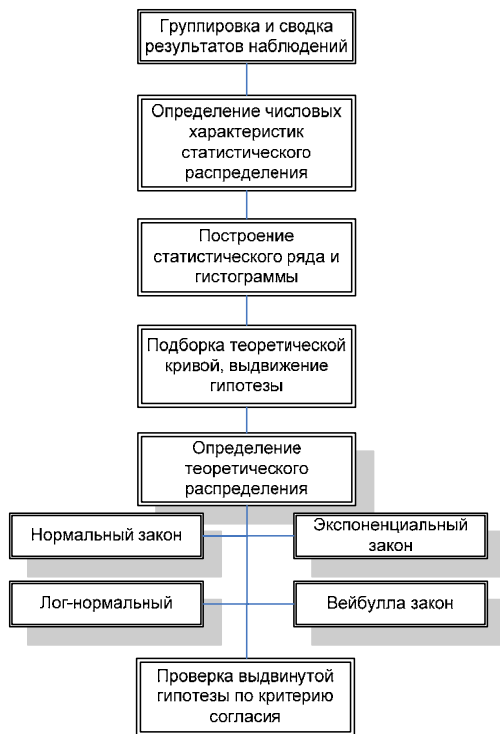 Группировка и сводка
результатов наблюдений
Определение числовых
характеристик
статистического
распределения
Построение
статистического ряда и
гистограммы
Подборка теоретической
кривой, выдвижение
гипотезы
Определение
теоретического
распределения
Нормальный закон
Экспоненциальный
закон
Лог-нормальный
Вейбулла закон
Проверка выдвинутой
гипотезы по критерию
согласия